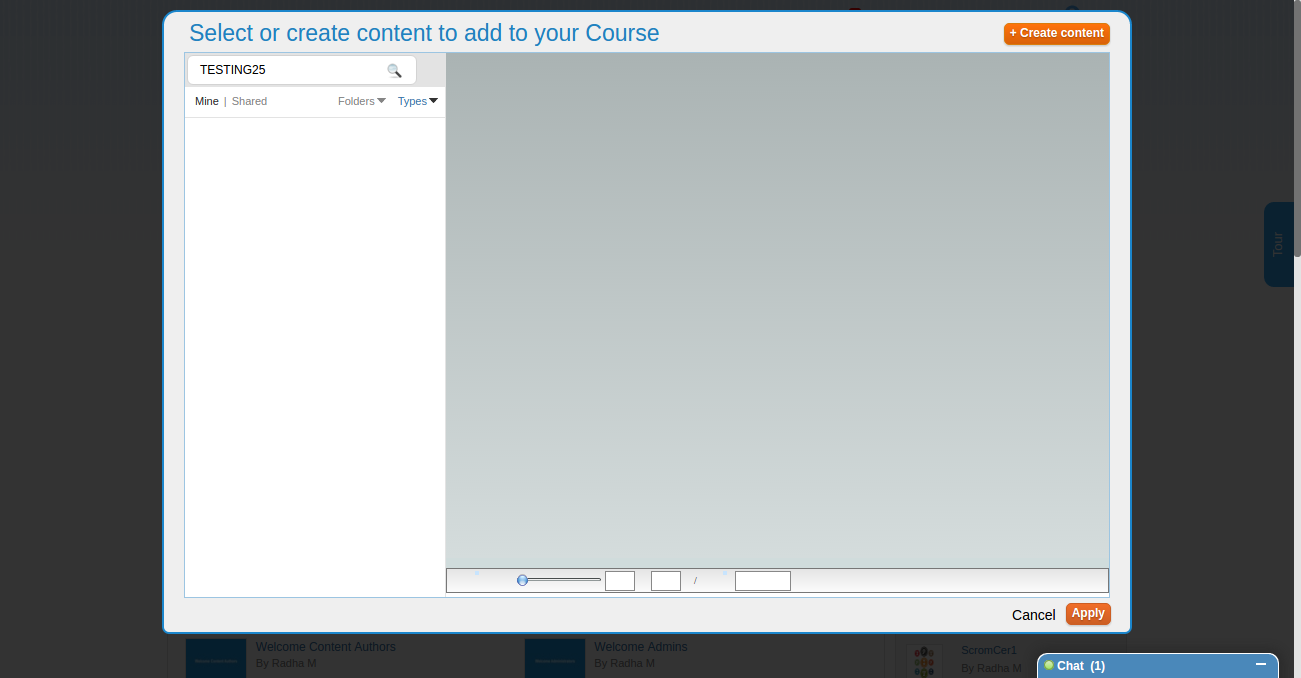 Select or create content to add to your Course
+ Create content
TESTING25
Mine | Shared
Folders
Types
Tour
/
Cancel
Apply
Welcome Content Authors
By Radha M
Welcome Admins
By Radha M
ScromCer1
By Radha M
Chat (1)